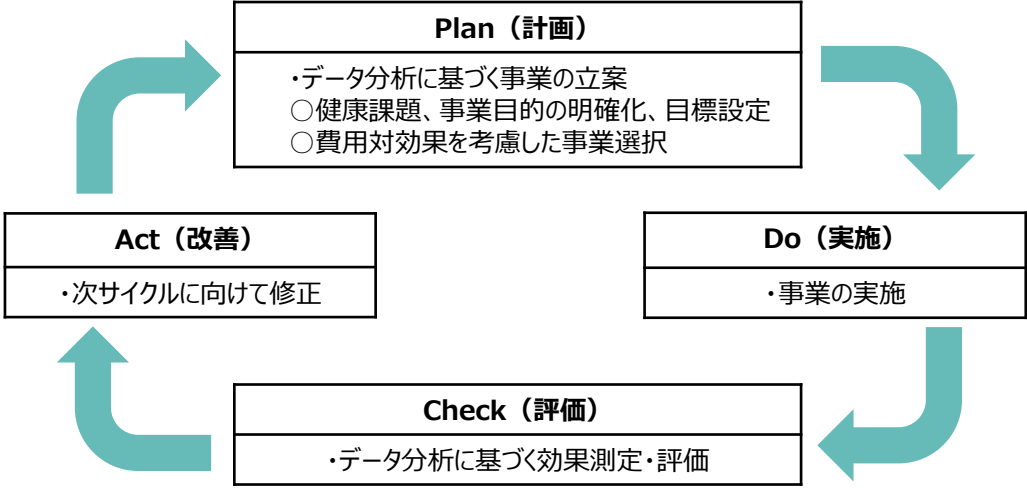 Plan（計画）
・データ分析に基づく事業の立案
○健康課題、事業目的の明確化、目標設定
○費用対効果を考慮した事業選択
Act（改善）
・次サイクルに向けて修正
Do（実施）
・事業の実施
Check（評価）
・データ分析に基づく効果測定・評価